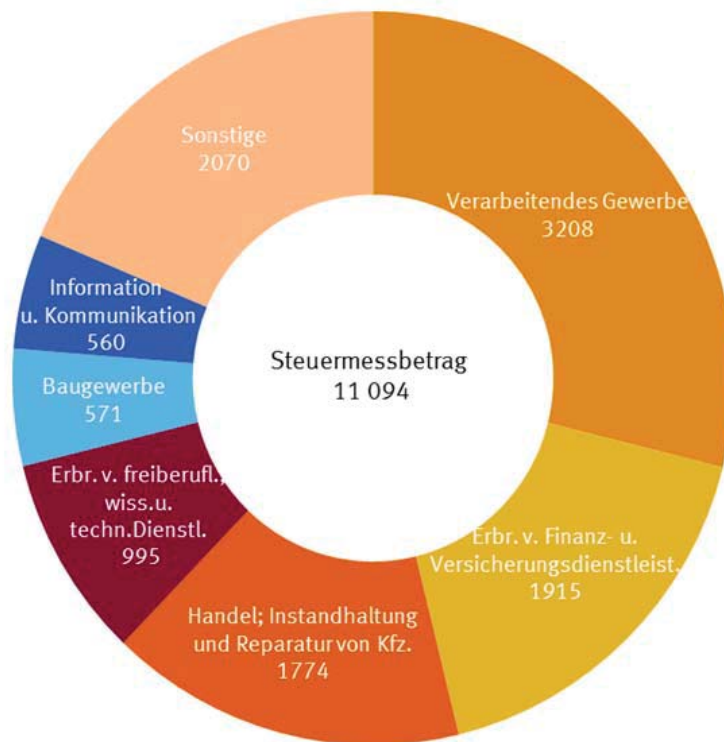 Sonstige
2070
Verarbeitendes Gewerbe
3208
Information
u. Kommunikation
560
Steuermessbetrag
11 094
Baugewerbe
571
Erbr. v. freiberufl.,
wiss.u.
techn.Dienstl.
995
Erbr. v. Finanz- u.
Versicherungsdienstleist.
1915
Handel; Instandhaltung
und Reparatur von Kfz.
1774